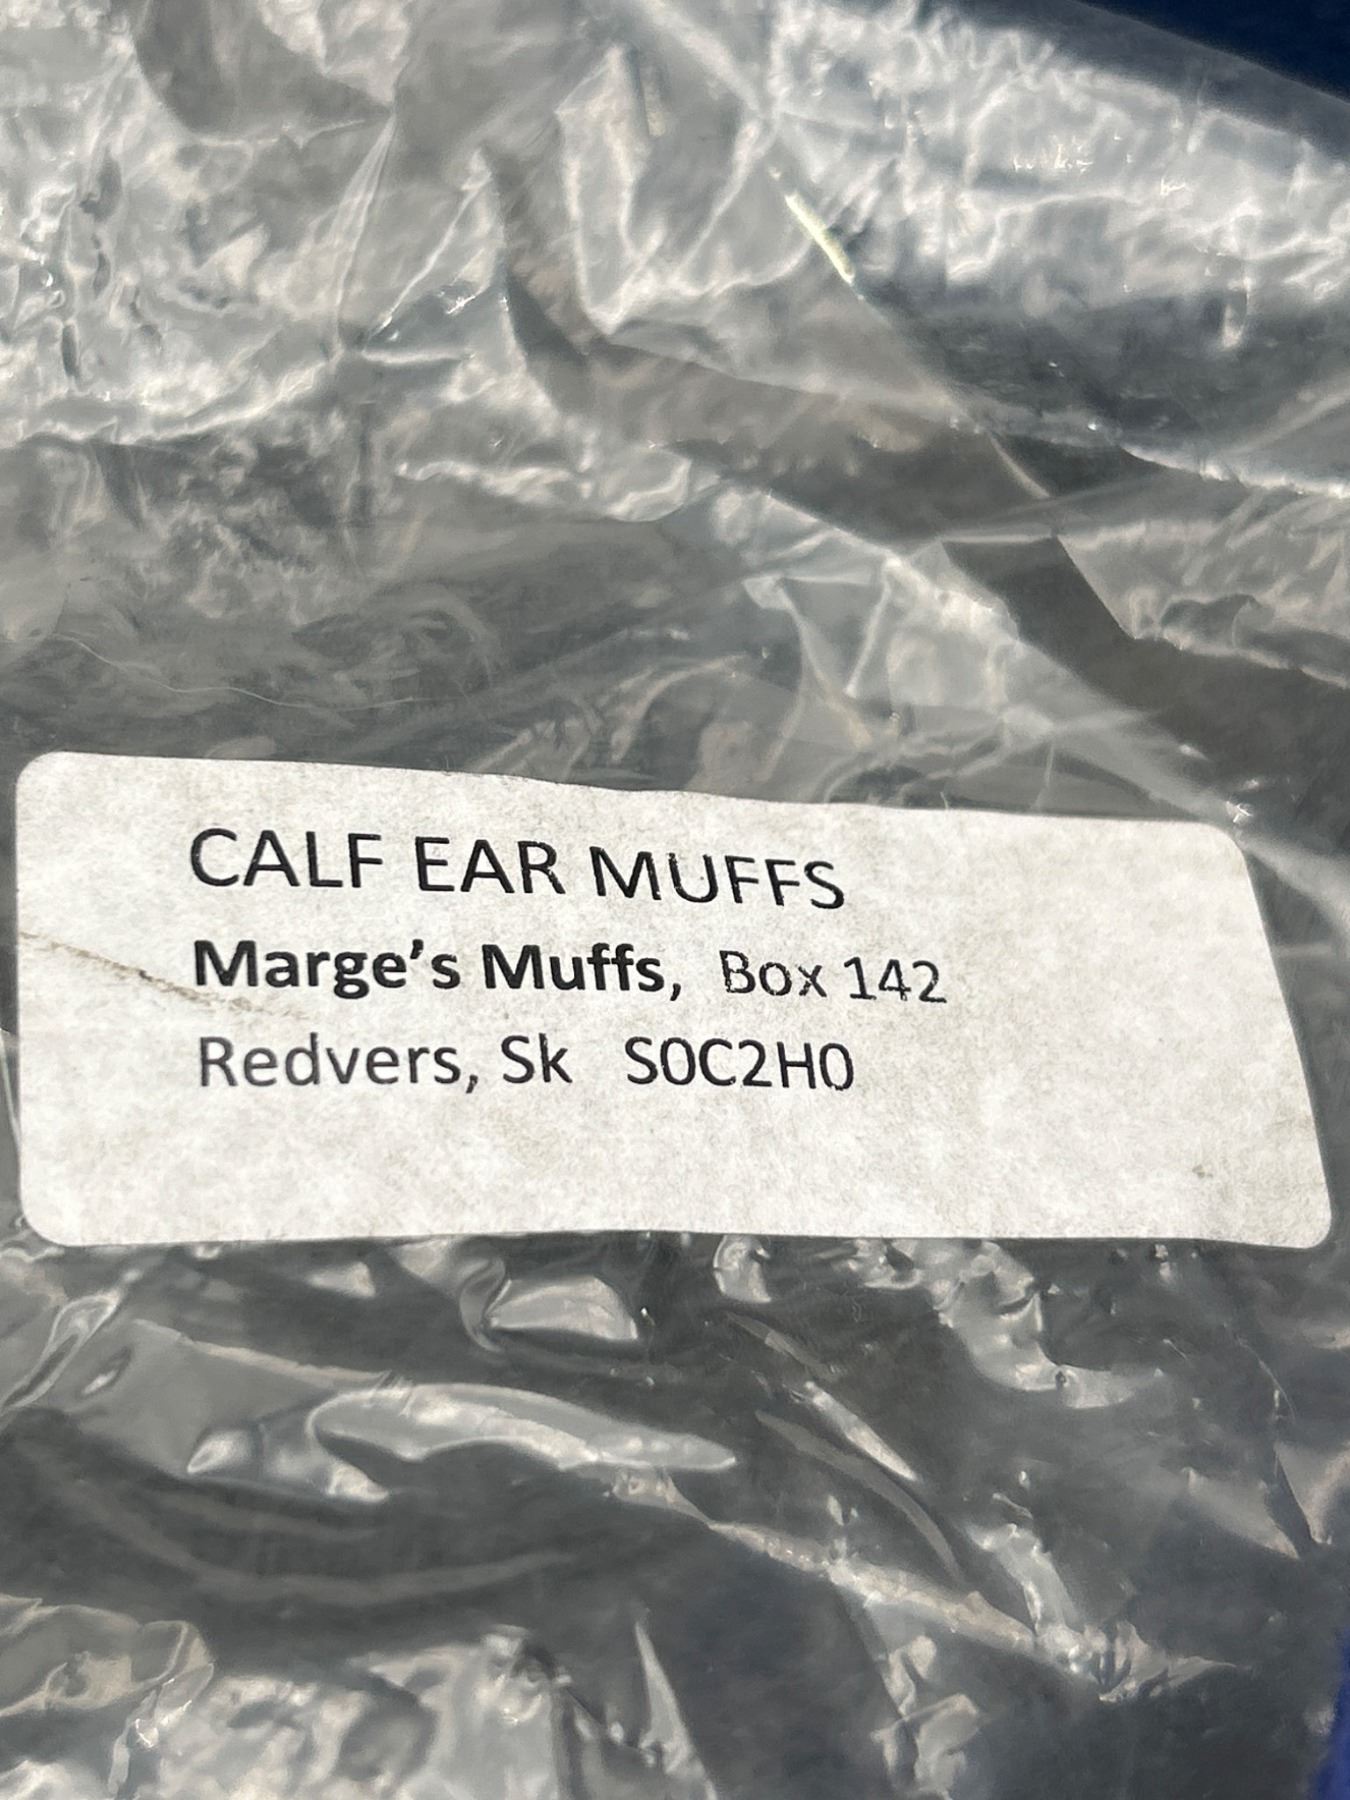 CALF EAR MUFFS
Marge's Muffs, Box 142
Redvers, Sk S0C2H0